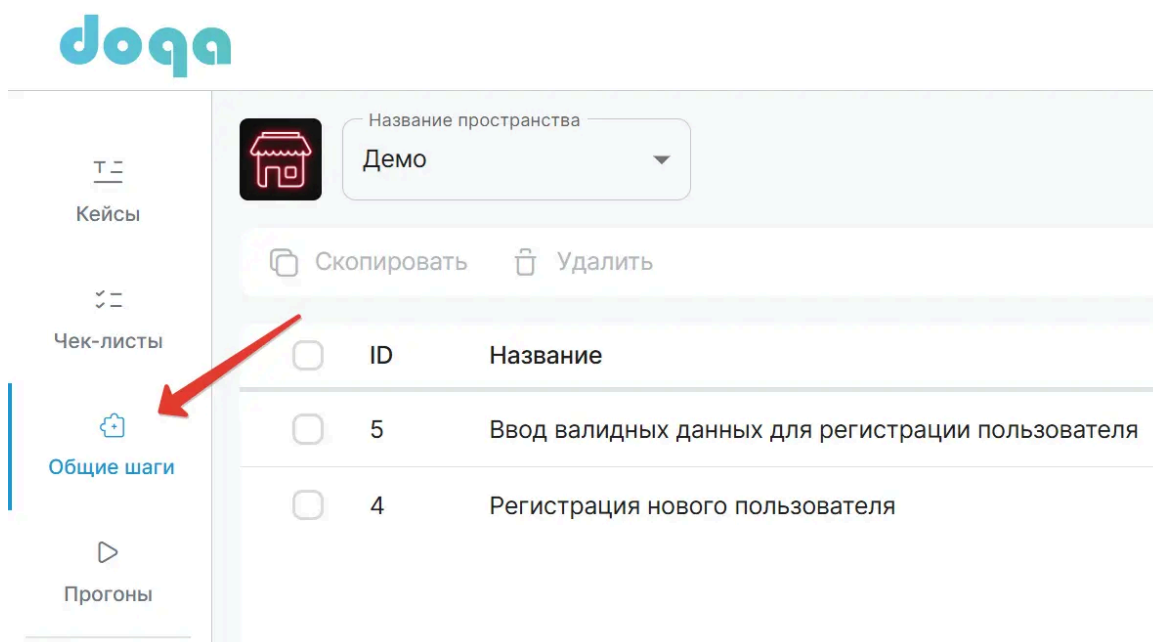 doqa
Название пространства
Демо
Кейсы
Скопировать Удалить
Чек-листы
ID Название
5 Ввод валидных данных для регистрации пользователя
Общие шаги
4 Регистрация нового пользователя
Прогоны